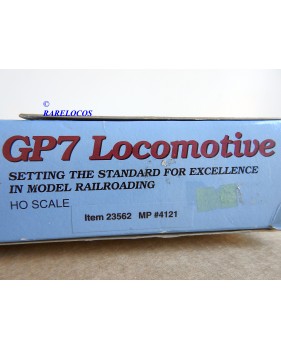 ©
RARELOCOS
GP7 Locomotive
SETTING THE STANDARD FOR EXCELLENCE
IN MODEL RAILROADING
HO SCALE
Item 23562 MP #4121